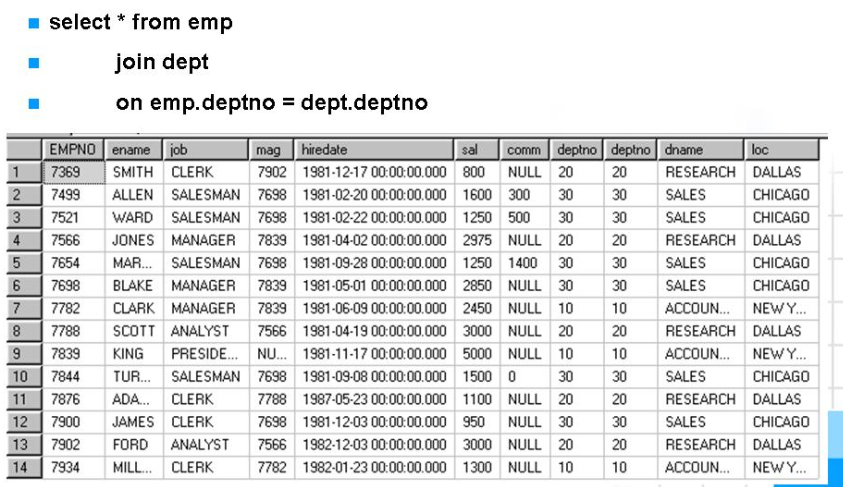 select * from emp
join dept
on emp.deptno = dept.deptno
EMPNO ename job mag hiredate sal comm deptno deptno dname loc
1 7369 SMITH CLERK 7902 1981-12-17 00:00:00.000 800 NULL 20 20 RESEARCH DALLAS
2 7499 ALLEN SALESMAN 7698 1981-02-20 00:00:00.000 1600 300 30 30 SALES CHICAGO
3 7521 WARD SALESMAN 7698 1981-02-22 00:00:00.000 1250 500 30 30 SALES CHICAGO
4 7566 JONES MANAGER 7839 1981-04-02 00:00:00.000 2975 NULL 20 20 RESEARCH DALLAS
5 7654 MAR... SALESMAN 7698 1981-09-28 00:00:00.000 1250 1400 30 30 SALES CHICAGO
6 7698 BLAKE MANAGER 7839 1981-05-01 00:00:00.000 2850 NULL 30 30 SALES CHICAGO
7 7782 CLARK MANAGER 7839 1981-06-09 00:00:00.000 2450 NULL 10 10 ACCOUN... NEW Y...
8 7788 SCOTT ANALYST 7566 1981-04-19 00:00:00.000 3000 NULL 20 20 RESEARCH DALLAS
9 7839 KING PRESIDE... NU... 1981-11-17 00:00:00.000 5000 NULL 10 10 ACCOUN... NEW Y...
10 7844 TUR... SALESMAN 7698 1981-09-08 00:00:00.000 1500 0 30 30 SALES CHICAGO
11 7876 ADA... CLERK 7788 1987-05-23 00:00:00.000 1100 NULL 20 20 RESEARCH DALLAS
12 7900 JAMES CLERK 7698 1981-12-03 00:00:00.000 950 NULL 30 30 SALES CHICAGO
13 7902 FORD ANALYST 7566 1982-12-03 00:00:00.000 3000 NULL 20 20 RESEARCH DALLAS
14 7934 MILL... CLERK 7782 1982-01-23 00:00:00.000 1300 NULL 10 10 ACCOUN... NEW Y...